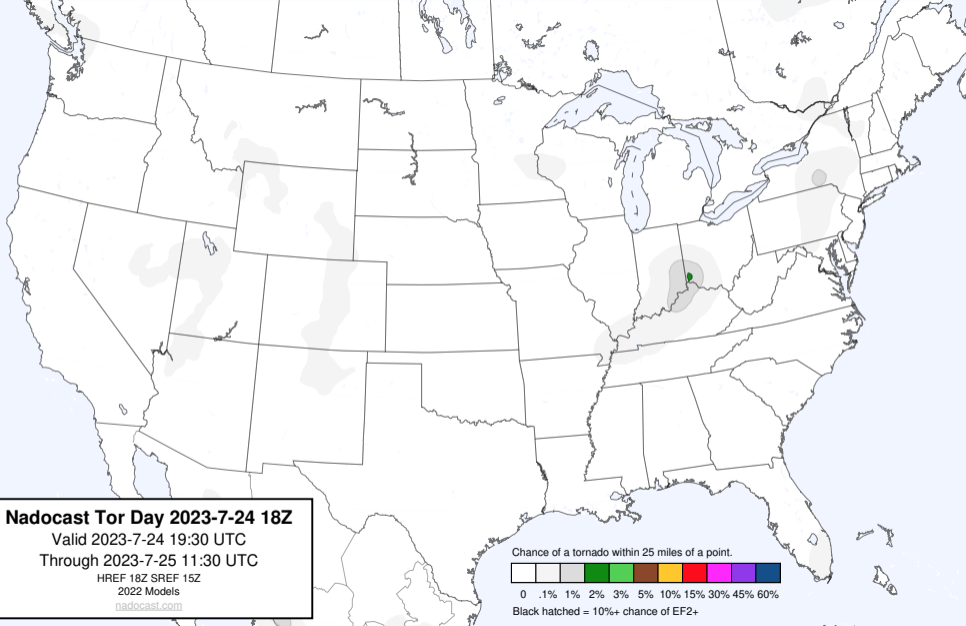 Nadocast Tor Day 2023-7-24 18Z
Valid 2023-7-24 19:30 UTC
Through 2023-7-25 11:30 UTC
HREF 18Z SREF 15Z
2022 Models
nadocast.com
Chance of a tornado within 25 miles of a point.
0 .1% 1% 2% 3% 5% 10% 15% 30% 45% 60%
Black hatched = 10%+ chance of EF2+